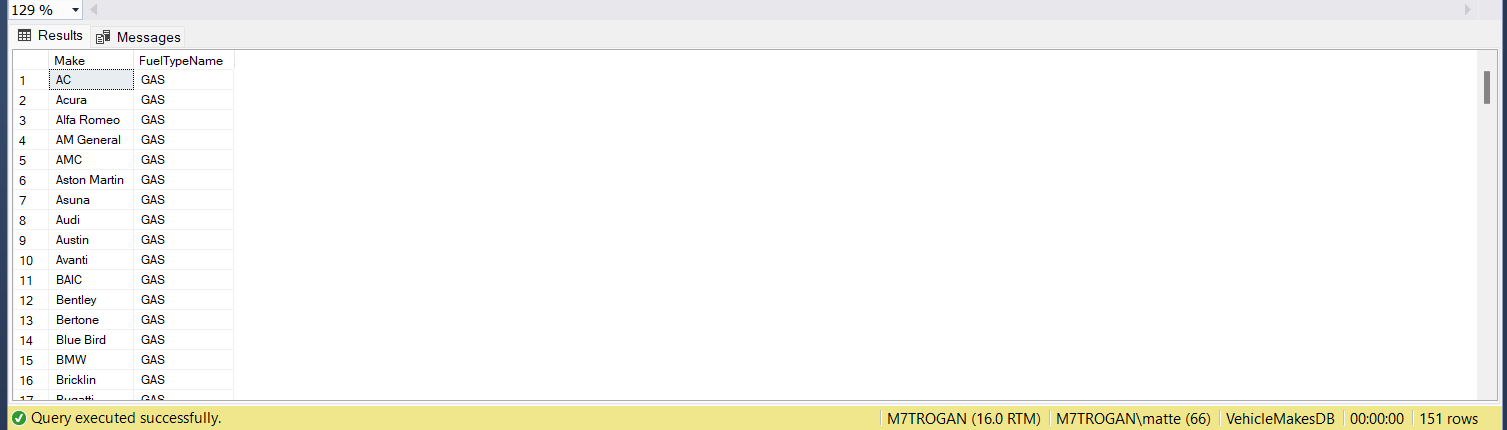 129 %
Results Messages
Make FuelTypeName
1 AC GAS
2 Acura GAS
3 Alfa Romeo GAS
4 AM General GAS
5 AMC GAS
6 Aston Martin GAS
7 Asuna GAS
8 Audi GAS
9 Austin GAS
10 Avanti GAS
11 BAIC GAS
12 Bentley GAS
13 Bertone GAS
14 Blue Bird GAS
15 BMW GAS
16 Bricklin GAS
17 Bugatti GAS
Query executed successfully. M7TROGAN (16.0 RTM) M7TROGAN\matte (66) VehicleMakesDB 00:00:00 151 rows